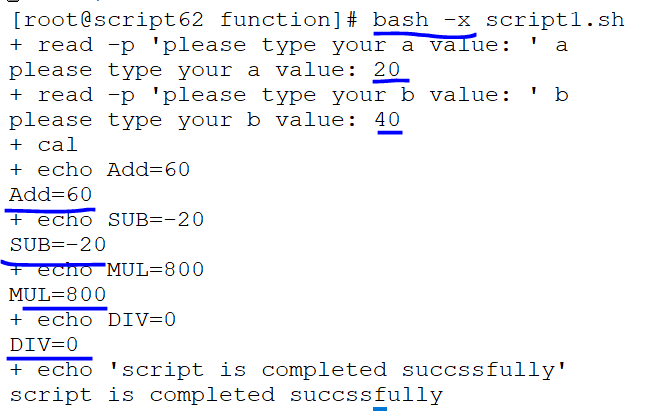 [root@script62 function]# bash -x script1.sh
+ read -p 'please type your a value: ' a
please type your a value: 20
+ read -p 'please type your b value: ' b
please type your b value: 40
+ cal
+ echo Add=60
Add=60
+ echo SUB=-20
SUB=-20
+ echo MUL=800
MUL=800
+ echo DIV=0
DIV=0
+ echo 'script is completed succssfully'
script is completed succssfully